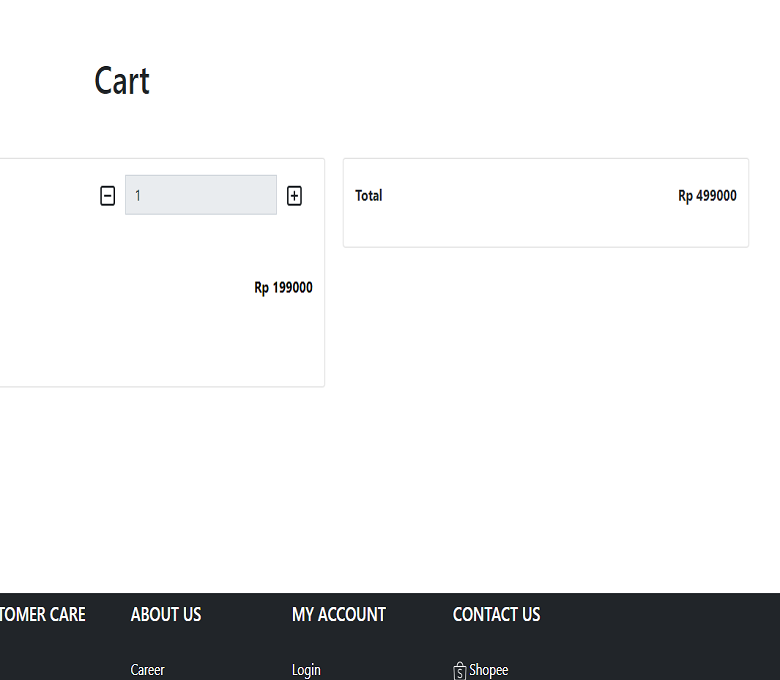 Cart
1
Total Rp 499000
Rp 199000
TOMER CARE ABOUT US MY ACCOUNT CONTACT US
Career Login Shopee